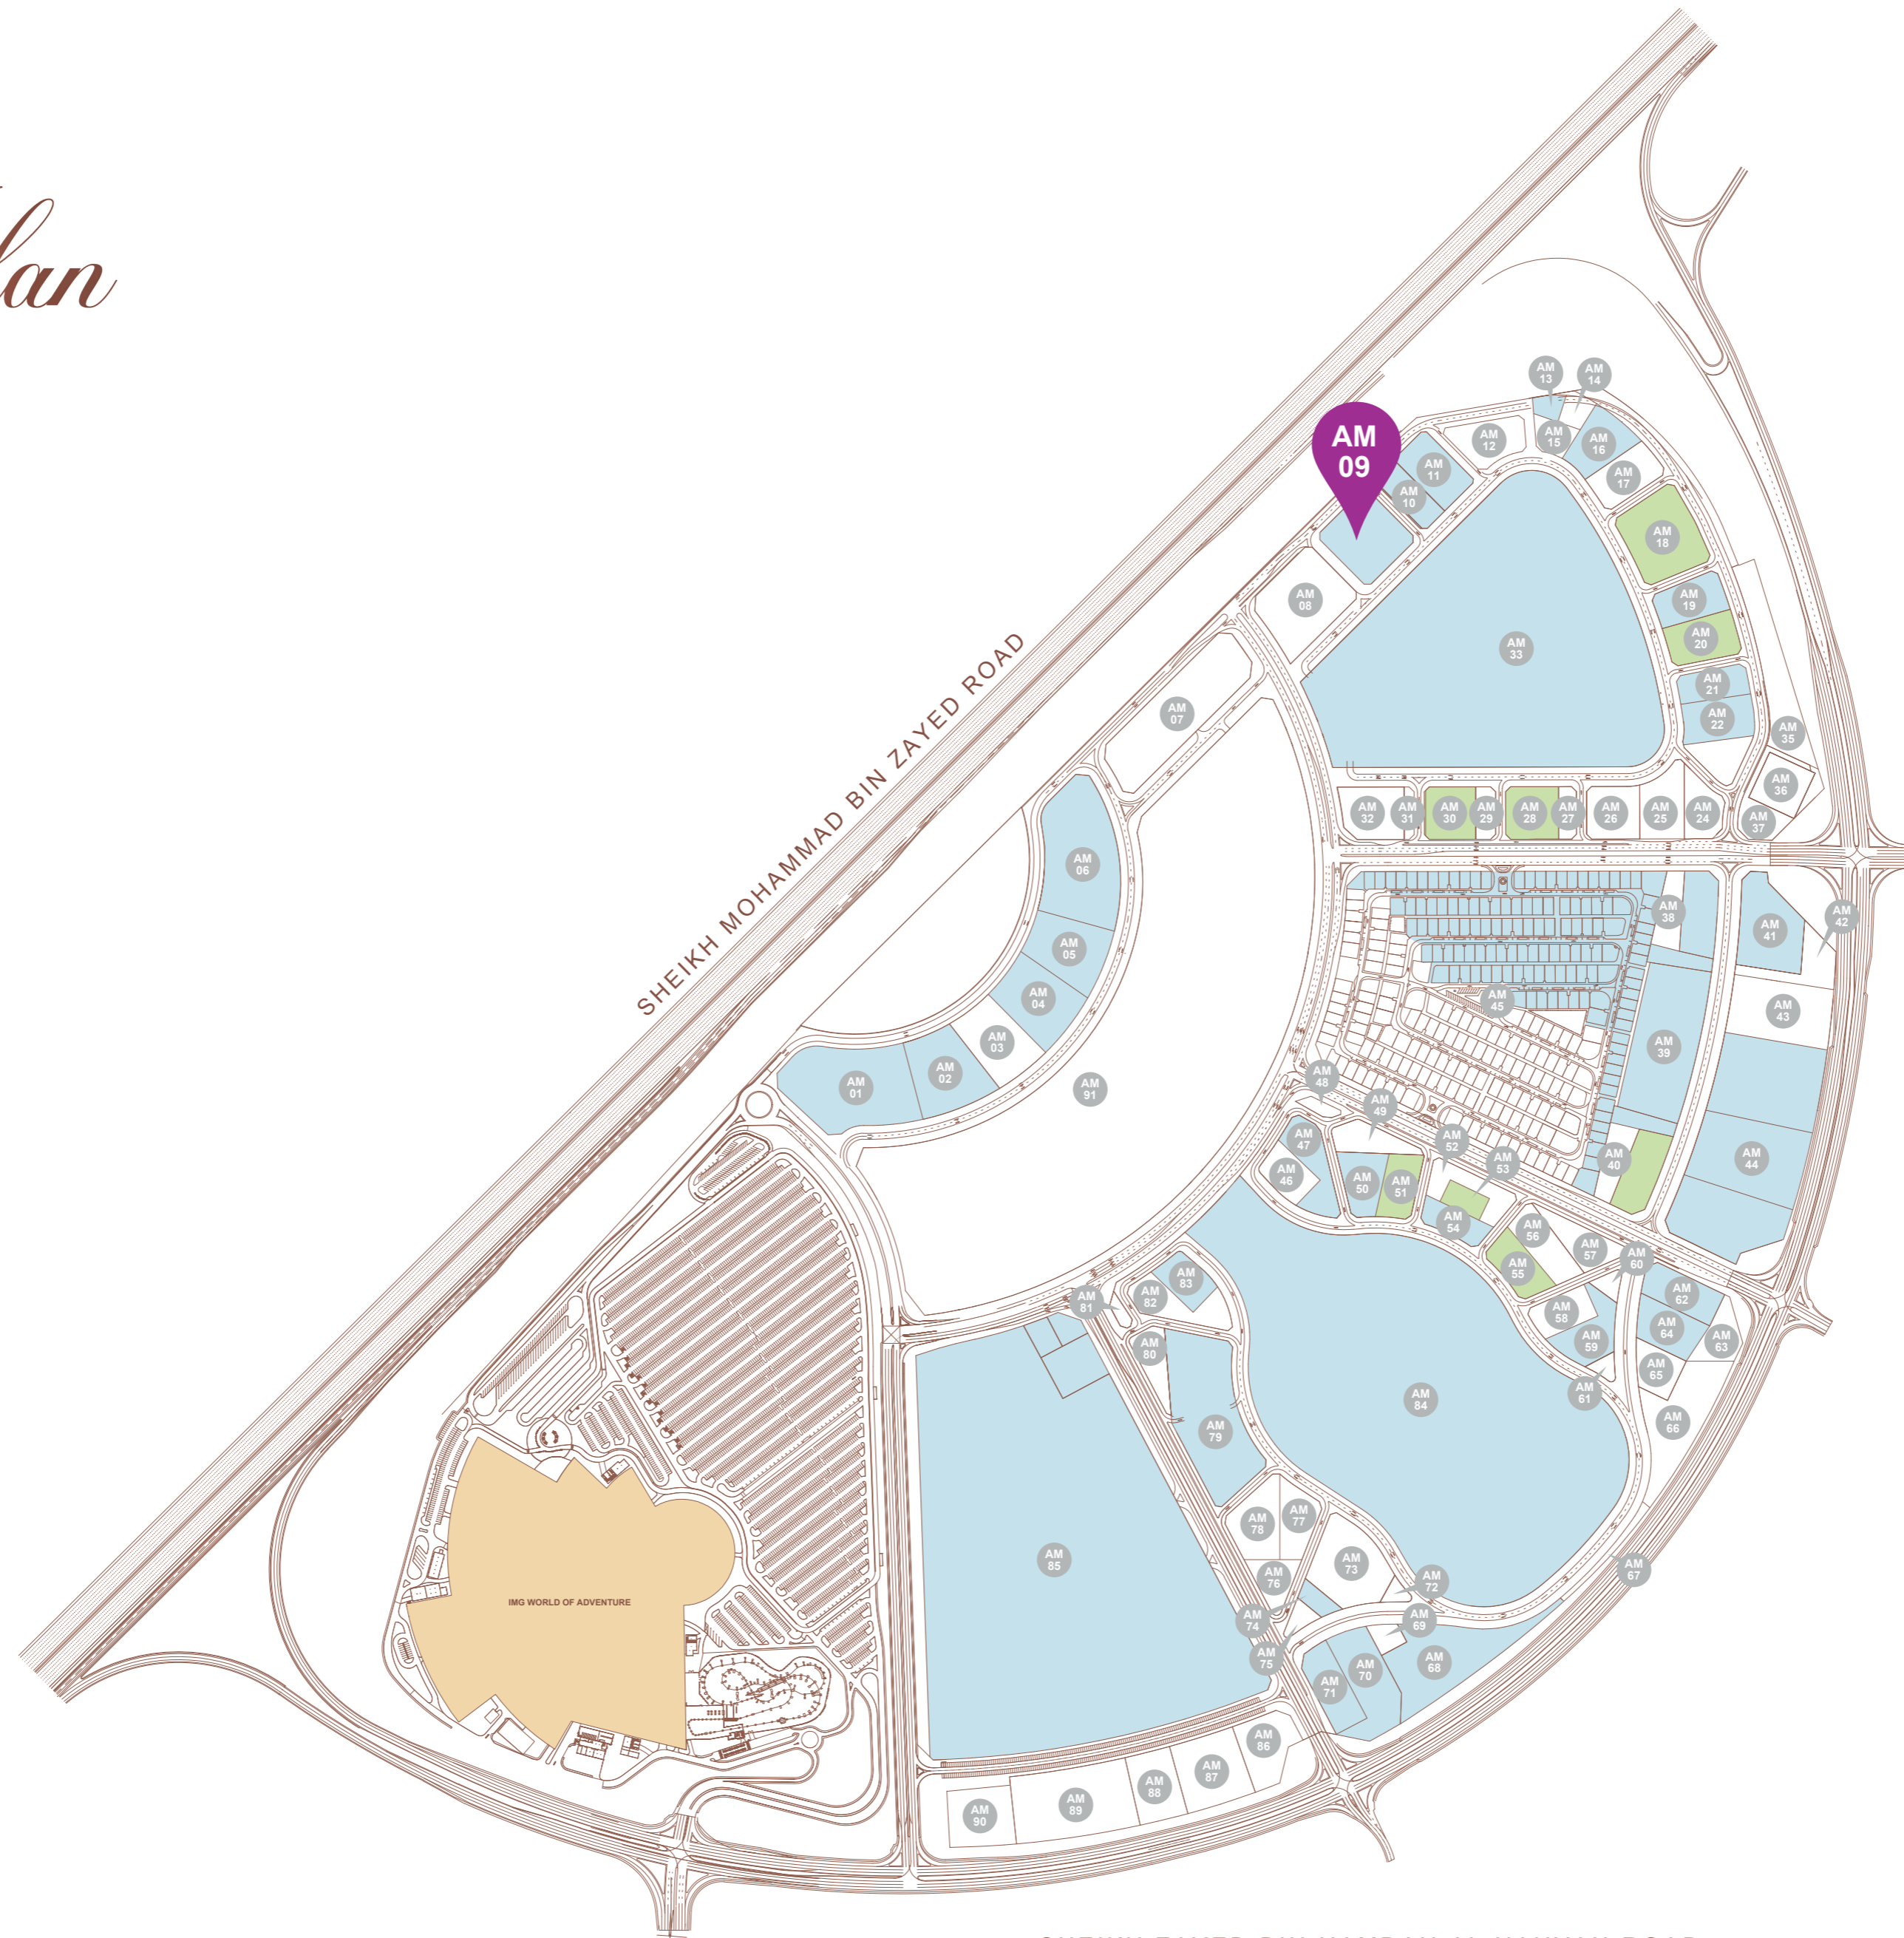 lan
AM
13
AM
14
AM
09
AM
12
AM
15
AM
16
AM
11
AM
17
AM
10
AM
18
AM
08
AM
19
AM
20
AM
33
AM
21
AM
22
AM
07
AM
35
AM
36
AM
32
AM
31
AM
30
AM
29
AM
28
AM
27
AM
26
AM
25
AM
24
AM
37
SHEIKH MOHAMMAD BIN ZAYED ROAD
AM
06
AM
38
AM
42
AM
41
AM
05
AM
04
AM
45
AM
43
AM
03
AM
39
AM
02
AM
01
AM
91
AM
48
AM
49
AM
47
AM
52
AM
53
AM
40
AM
44
AM
46
AM
50
AM
51
AM
54
AM
56
AM
57
AM
60
AM
55
AM
83
AM
82
AM
81
AM
62
AM
58
AM
64
AM
63
AM
59
AM
80
AM
65
AM
61
AM
84
AM
66
AM
79
AM
78
AM
77
AM
85
AM
73
AM
67
AM
76
AM
72
IMG WORLD OF ADVENTURE
AM
74
AM
69
AM
75
AM
70
AM
68
AM
71
AM
86
AM
87
AM
88
AM
89
AM
90